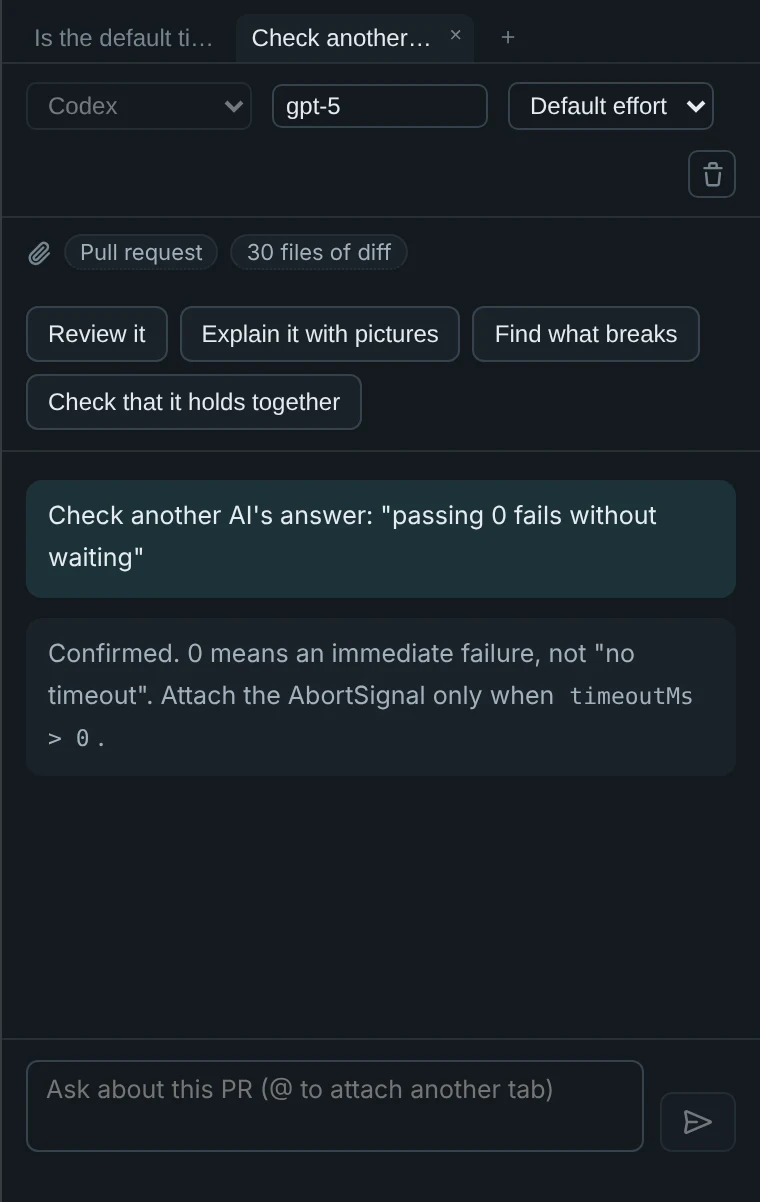 Is the default ti…
Check another… × +
Codex
gpt-5
Default effort
Pull request
30 files of diff
Review it
Explain it with pictures
Find what breaks
Check that it holds together
Check another AI's answer: "passing 0 fails without
waiting"
Confirmed. 0 means an immediate failure, not "no
timeout". Attach the AbortSignal only when timeoutMs
> 0.
Ask about this PR (@ to attach another tab)